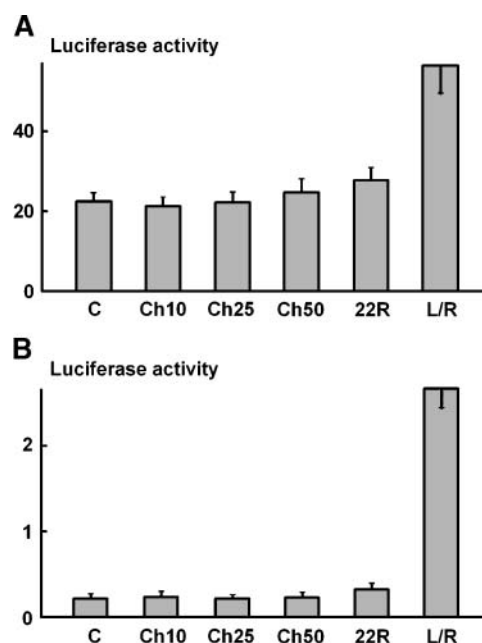 A
Luciferase activity
40
20
0
C Ch10 Ch25 Ch50 22R L/R
B
Luciferase activity
2
1
0
C Ch10 Ch25 Ch50 22R L/R